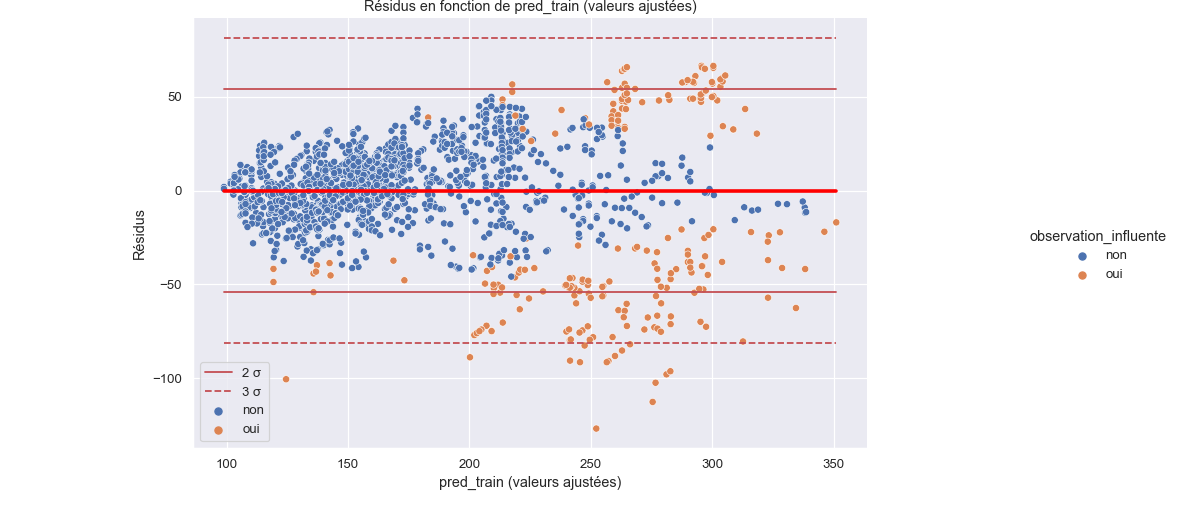 Résidus en fonction de pred_train (valeurs ajustées)
Résidus
50
0
−50
−100
2 σ
3 σ
non
oui
100
150
200
250
300
350
pred_train (valeurs ajustées)
observation_influente
non
oui